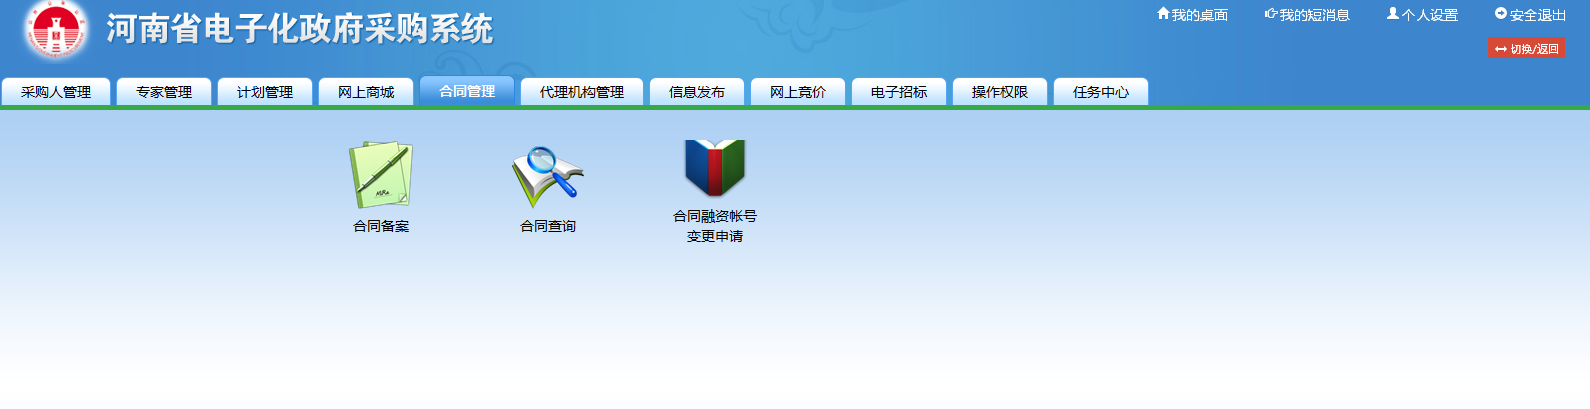 河南省电子化政府采购系统
我的桌面 我的短消息 个人设置 安全退出
切换/返回
采购人管理 专家管理 计划管理 网上商城 合同管理 代理机构管理 信息发布 网上竞价 电子招标 操作权限 任务中心
合同备案 合同查询 合同融资帐号
变更申请